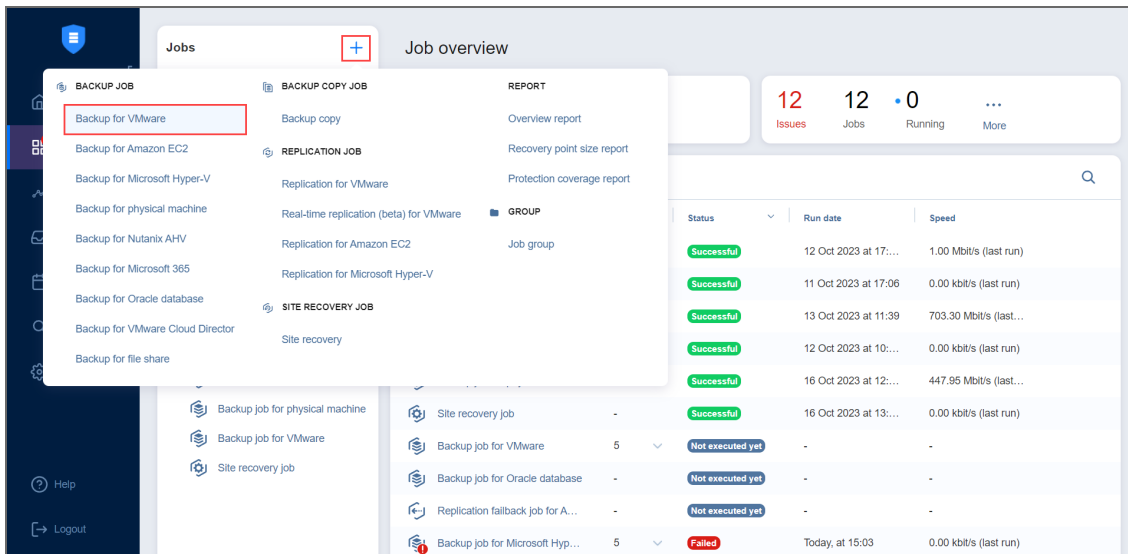 Jobs
+
Job overview
BACKUP JOB
Backup for VMware
Backup for Amazon EC2
Backup for Microsoft Hyper-V
Backup for physical machine
Backup for Nutanix AHV
Backup for Microsoft 365
Backup for Oracle database
Backup for VMware Cloud Director
Backup for file share
BACKUP COPY JOB
Backup copy
REPLICATION JOB
Replication for VMware
Real-time replication (beta) for VMware
Replication for Amazon EC2
Replication for Microsoft Hyper-V
SITE RECOVERY JOB
Site recovery
REPORT
Overview report
Recovery point size report
Protection coverage report
GROUP
Job group
12 12 0 ...
Issues Jobs Running More
Status Run date Speed
Successful 12 Oct 2023 at 17:... 1.00 Mbit/s (last run)
Successful 11 Oct 2023 at 17:06 0.00 kbit/s (last run)
Successful 13 Oct 2023 at 11:39 703.30 Mbit/s (last...
Successful 12 Oct 2023 at 10:... 0.00 kbit/s (last run)
Successful 16 Oct 2023 at 12:... 447.95 Mbit/s (last...
Site recovery job - Successful 16 Oct 2023 at 13:... 0.00 kbit/s (last run)
Backup job for VMware 5 Not executed yet - -
Backup job for Oracle database - Not executed yet - -
Replication failback job for A... - Not executed yet - -
Backup job for Microsoft Hyp... 5 Failed Today, at 15:03 0.00 kbit/s (last run)
Backup job for physical machine
Backup job for VMware
Site recovery job
Help
Logout